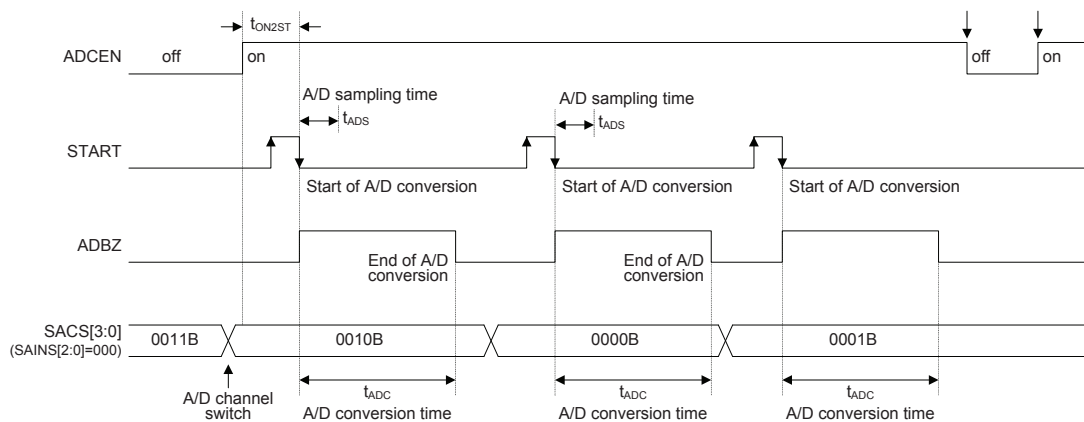 tON2ST
ADCEN
off
on
off
on
A/D sampling time
tADS
A/D sampling time
tADS
START
Start of A/D conversion
Start of A/D conversion
Start of A/D conversion
ADBZ
End of A/D
conversion
End of A/D
conversion
SACS[3:0]
(SAINS[2:0]=000)
0011B
0010B
0000B
0001B
A/D channel
switch
tADC
A/D conversion time
tADC
A/D conversion time
tADC
A/D conversion time